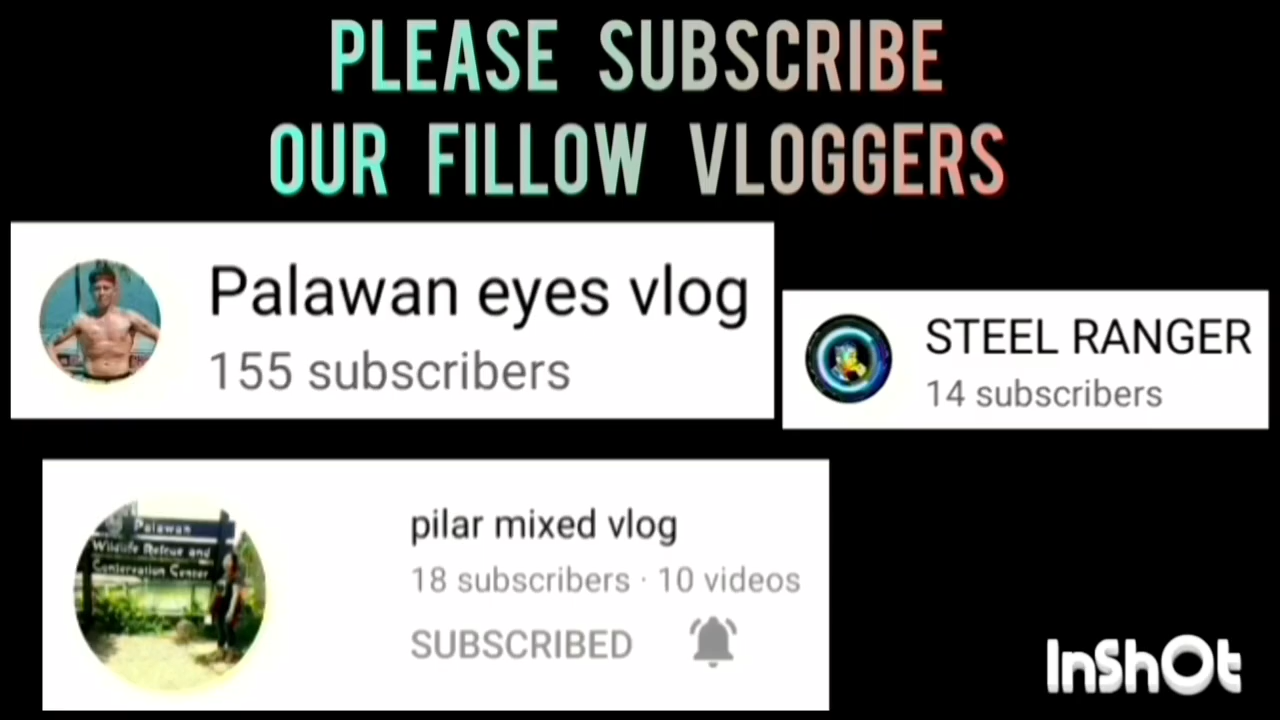 PLEASE SUBSCRIBE
OUR FILLOW VLOGGERS
Palawan eyes vlog
155 subscribers
STEEL RANGER
14 subscribers
Palawan
Wildlife Rescue and
Conservation Center
pilar mixed vlog
18 subscribers · 10 videos
SUBSCRIBED
InShOt